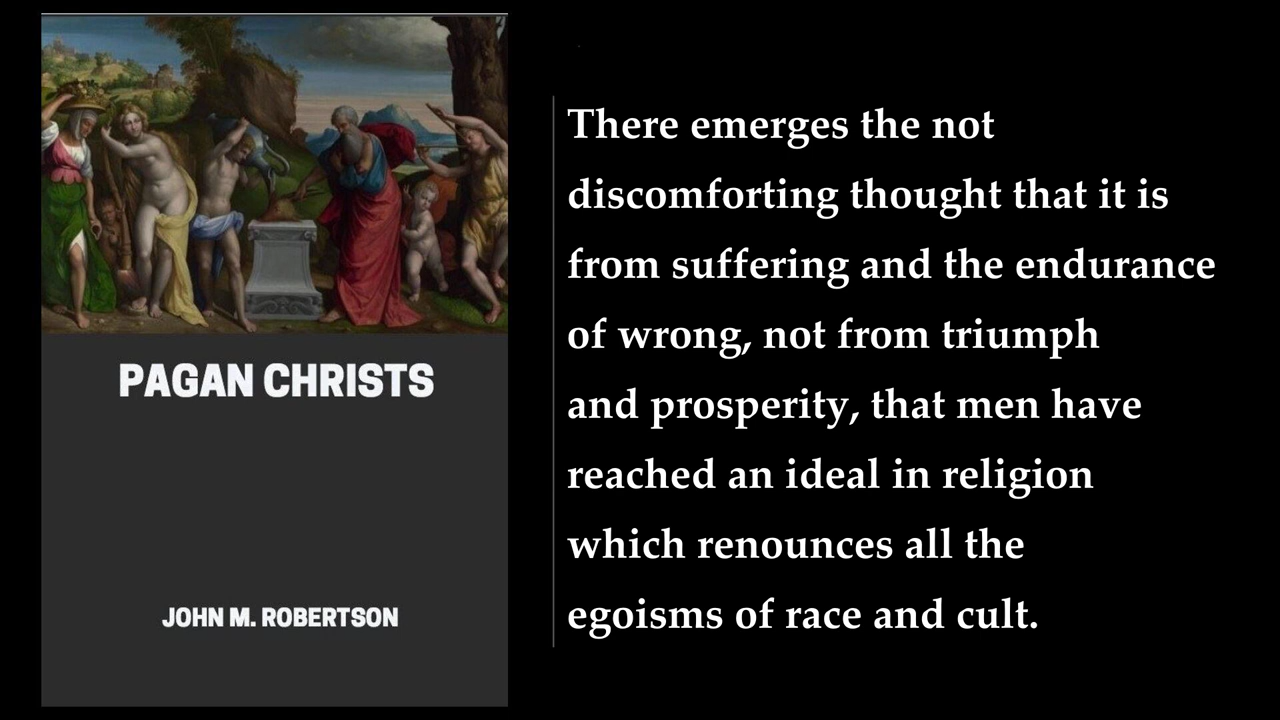 PAGAN CHRISTS
JOHN M. ROBERTSON
There emerges the not
discomforting thought that it is
from suffering and the endurance
of wrong, not from triumph
and prosperity, that men have
reached an ideal in religion
which renounces all the
egoisms of race and cult.